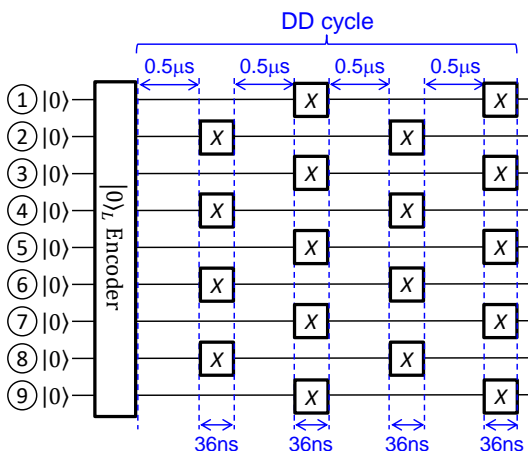 DD cycle
0.5μs 0.5μs 0.5μs 0.5μs
① |0⟩ X X
② |0⟩ X X
③ |0⟩ X X
④ |0⟩ X X
⑤ |0⟩ X X
⑥ |0⟩ X X
⑦ |0⟩ X X
⑧ |0⟩ X X
⑨ |0⟩ X X
|0⟩L Encoder
36ns 36ns 36ns 36ns